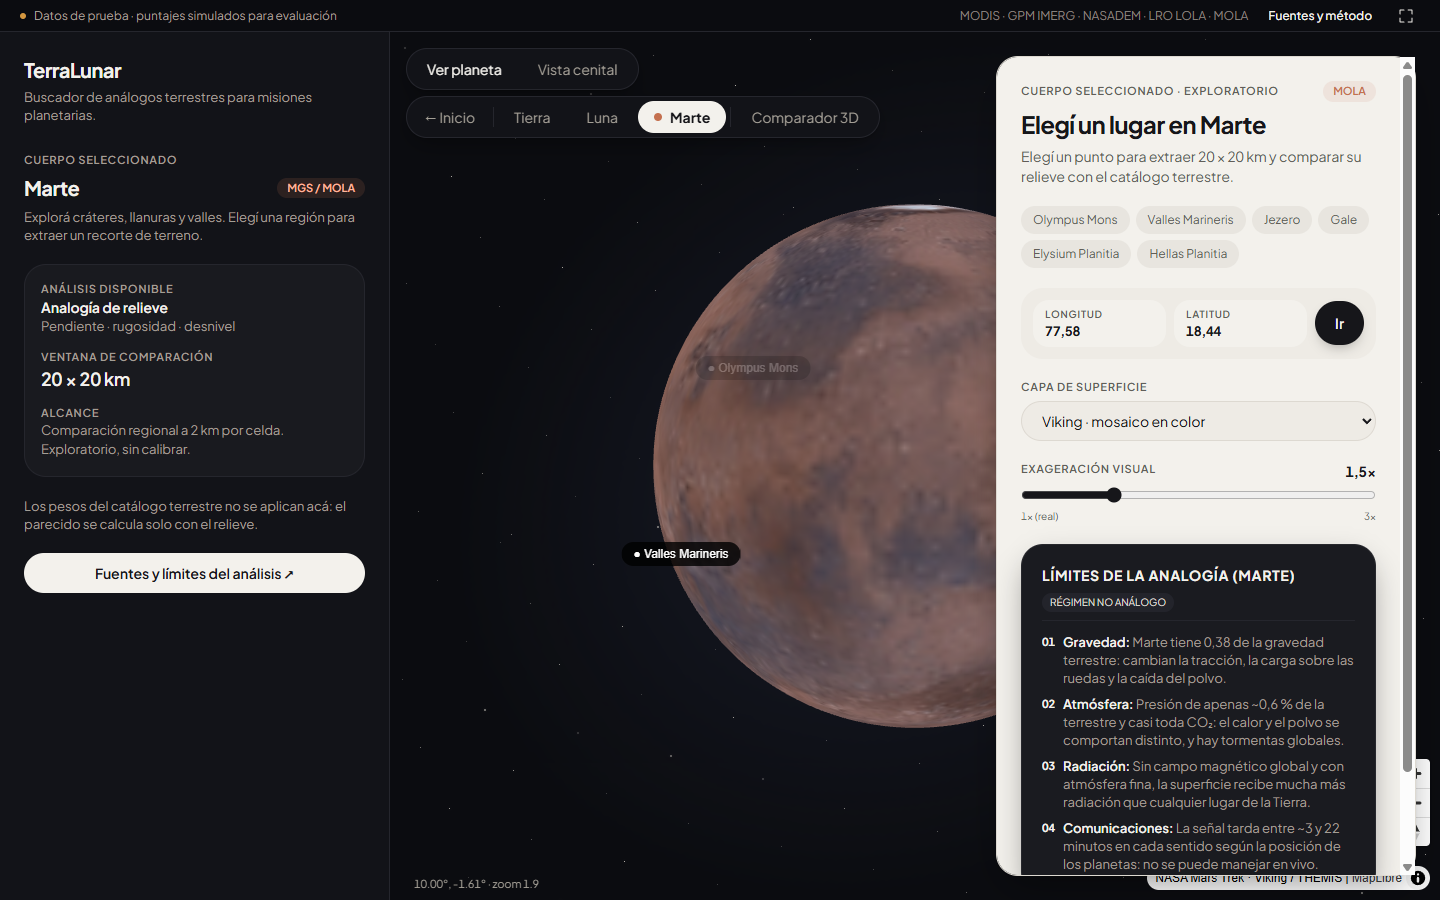 Datos de prueba · puntajes simulados para evaluación
MODIS · GPM IMERG · NASADEM · LRO LOLA · MOLA
Fuentes y método
TerraLunar
Buscador de análogos terrestres para misiones
planetarias.
CUERPO SELECCIONADO
Marte
MGS / MOLA
Explorá cráteres, llanuras y valles. Elegí una región para
extraer un recorte de terreno.
ANÁLISIS DISPONIBLE
Analogía de relieve
Pendiente · rugosidad · desnivel
VENTANA DE COMPARACIÓN
20 × 20 km
ALCANCE
Comparación regional a 2 km por celda.
Exploratorio, sin calibrar.
Los pesos del catálogo terrestre no se aplican acá: el
parecido se calcula solo con el relieve.
Fuentes y límites del análisis ↗
Ver planeta
Vista cenital
← Inicio
Tierra
Luna
Marte
Comparador 3D
Olympus Mons
Valles Marineris
10.00°, -1.61° · zoom 1.9
CUERPO SELECCIONADO · EXPLORATORIO
MOLA
Elegí un lugar en Marte
Elegí un punto para extraer 20 × 20 km y comparar su
relieve con el catálogo terrestre.
Olympus Mons
Valles Marineris
Jezero
Gale
Elysium Planitia
Hellas Planitia
LONGITUD
77,58
LATITUD
18,44
Ir
CAPA DE SUPERFICIE
Viking · mosaico en color
EXAGERACIÓN VISUAL
1,5×
1× (real)
3×
LÍMITES DE LA ANALOGÍA (MARTE)
RÉGIMEN NO ANÁLOGO
01 Gravedad: Marte tiene 0,38 de la gravedad
terrestre: cambian la tracción, la carga sobre las
ruedas y la caída del polvo.
02 Atmósfera: Presión de apenas ~0,6 % de la
terrestre y casi toda CO₂: el calor y el polvo se
comportan distinto, y hay tormentas globales.
03 Radiación: Sin campo magnético global y con
atmósfera fina, la superficie recibe mucha más
radiación que cualquier lugar de la Tierra.
04 Comunicaciones: La señal tarda entre ~3 y 22
minutos en cada sentido según la posición de
los planetas: no se puede manejar en vivo.
NASA Mars Trek · Viking / THEMIS | MapLibre